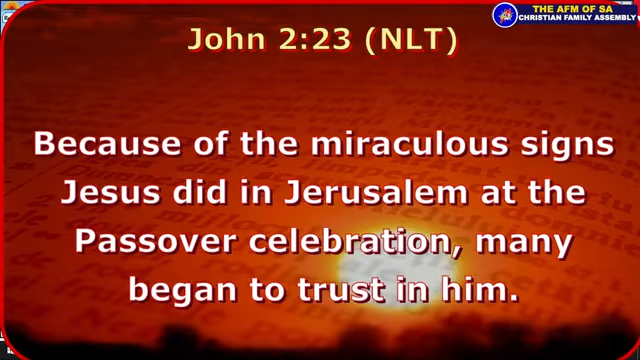 THE AFM OF SA
CHRISTIAN FAMILY ASSEMBLY
John 2:23 (NLT)
Because of the miraculous signs
Jesus did in Jerusalem at the
Passover celebration, many
began to trust in him.